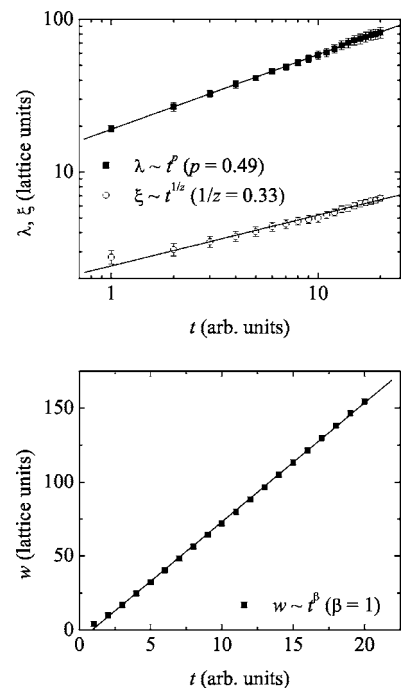 100
λ, ξ (lattice units)
10
■ λ ~ t^p (p = 0.49)
○ ξ ~ t^{1/z} (1/z = 0.33)
1 10
t (arb. units)
150
100
50
0
w (lattice units)
■ w ~ t^β (β = 1)
0 5 10 15 20
t (arb. units)